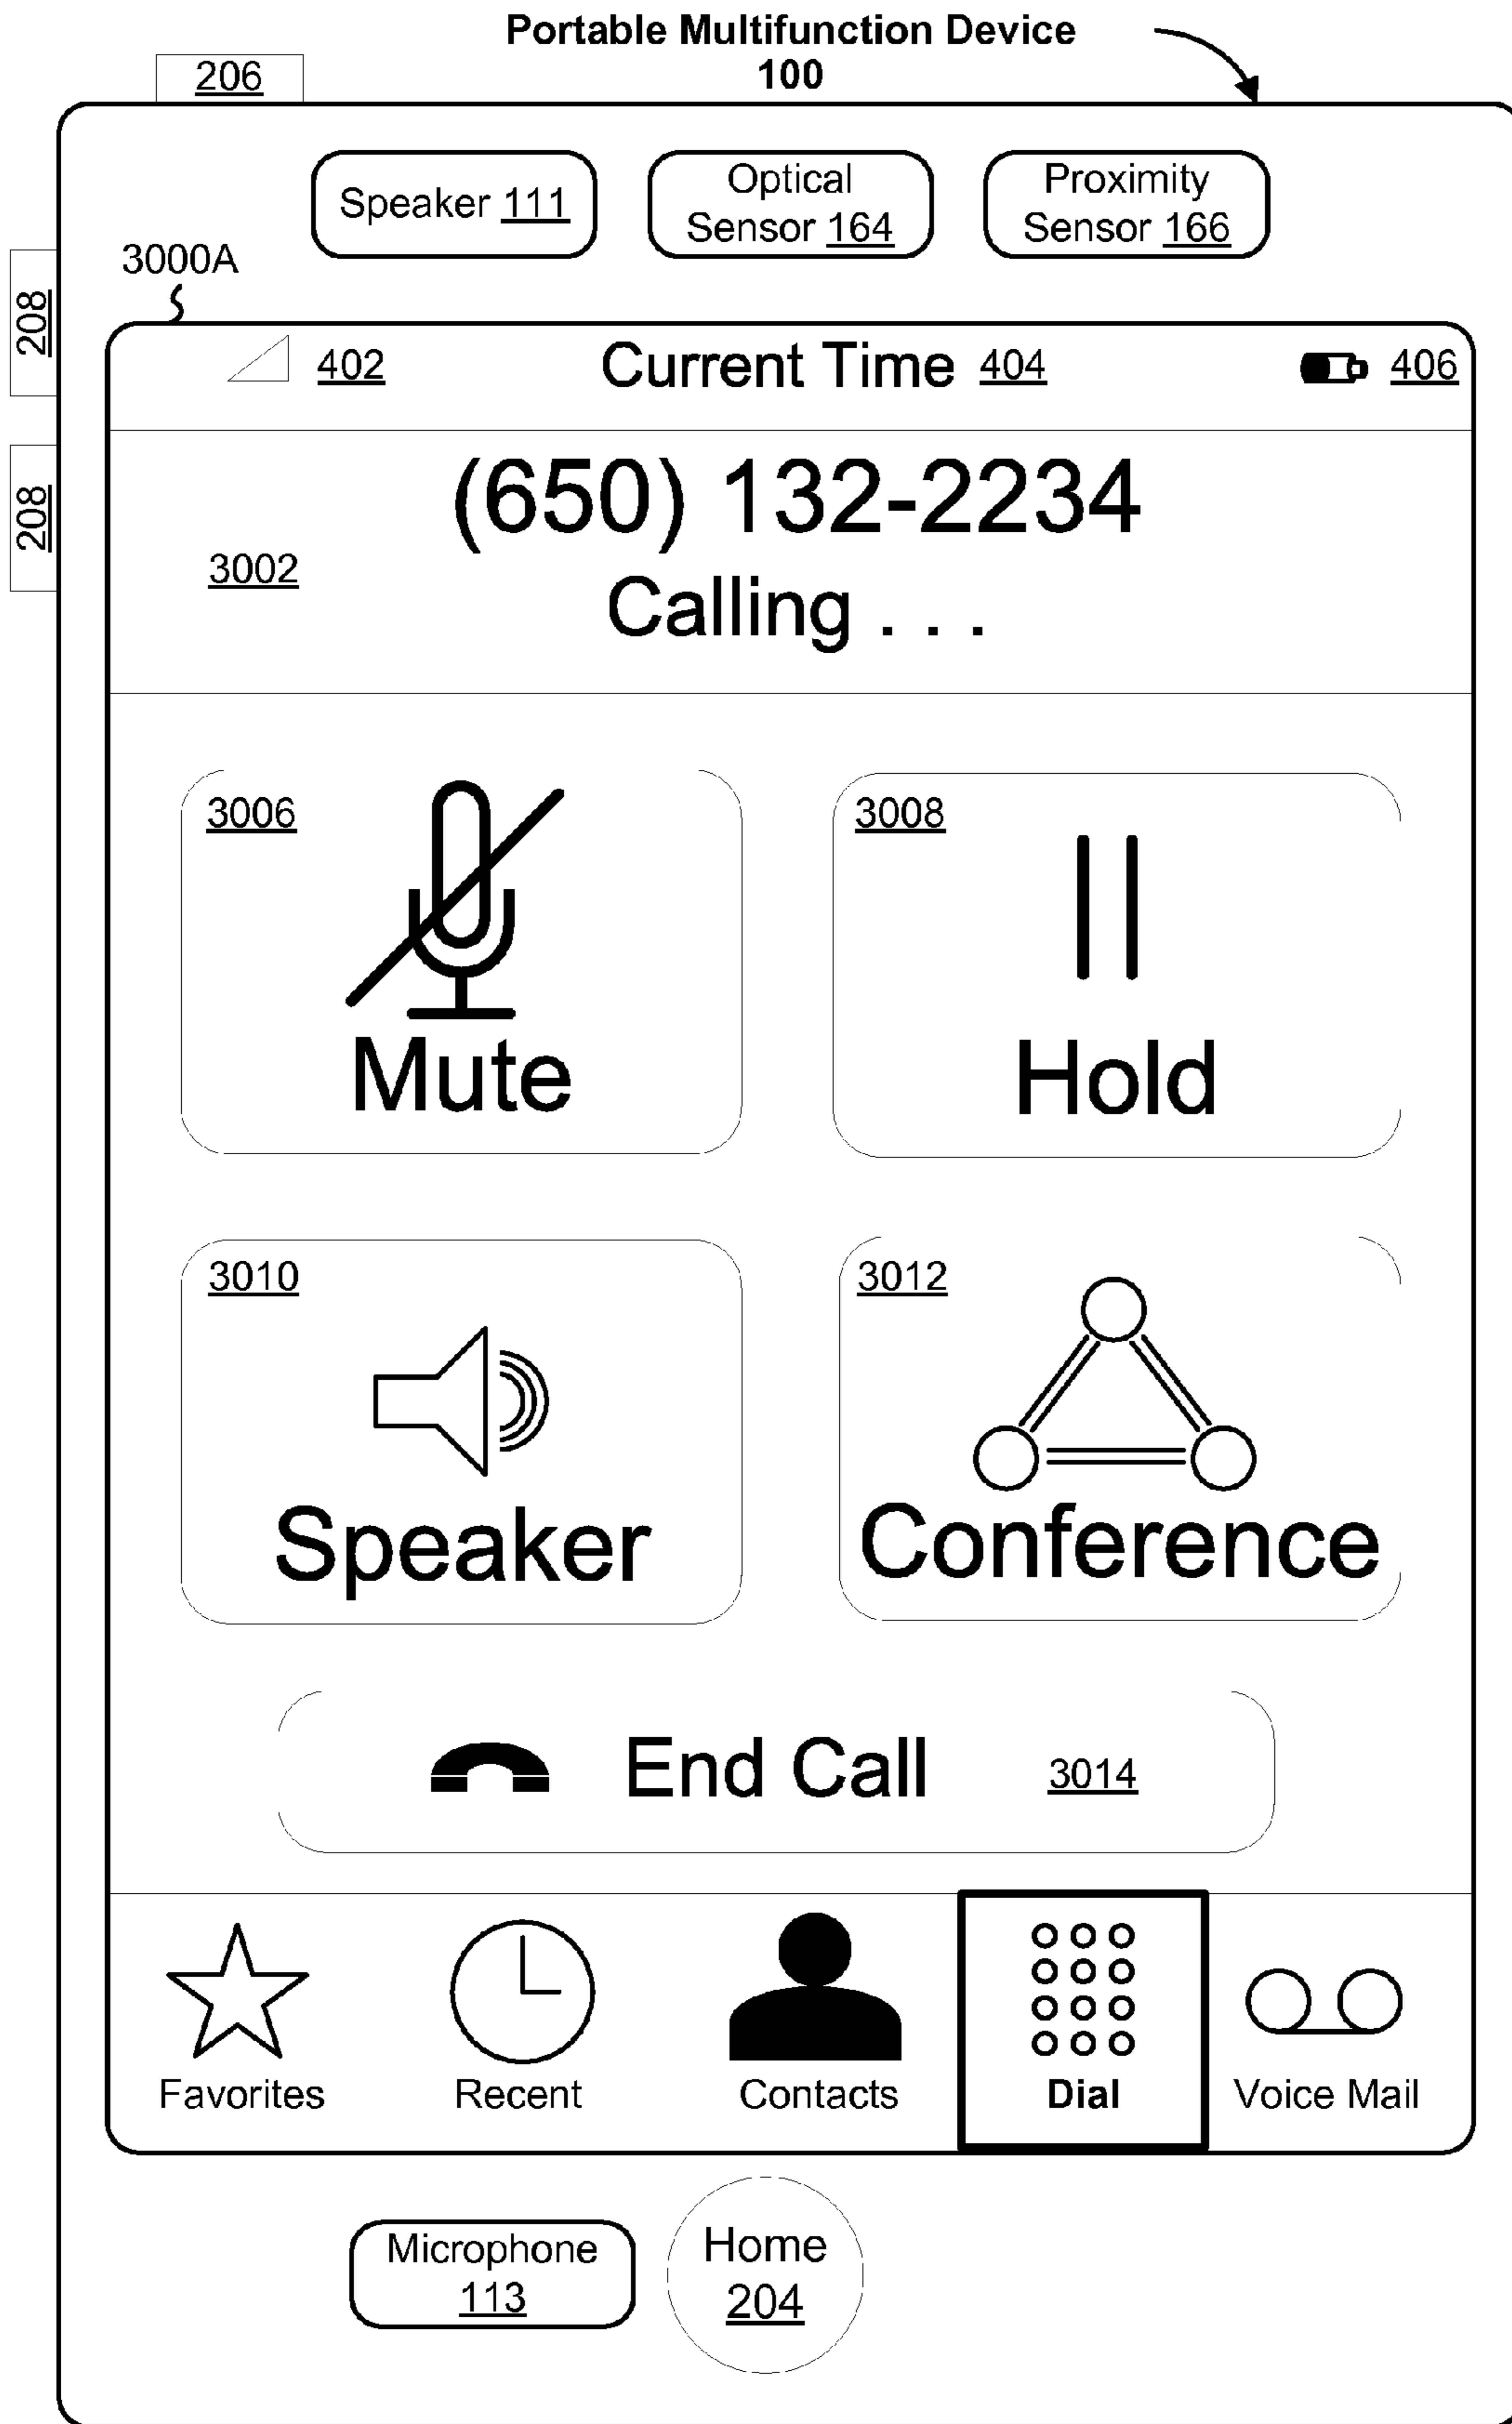 Portable Multifunction Device
100
206
Speaker 111
Optical
Sensor 164
Proximity
Sensor 166
3000A
208
208
402
Current Time 404
406
(650) 132-2234
3002
Calling . . .
3006
Mute
3008
Hold
3010
Speaker
3012
Conference
End Call
3014
Favorites
Recent
Contacts
Dial
Voice Mail
Microphone
113
Home
204